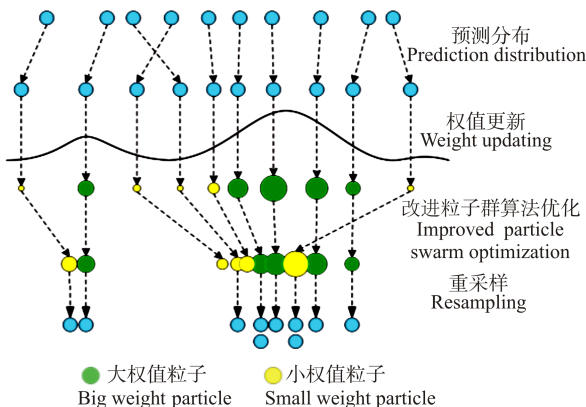 预测分布
Prediction distribution
权值更新
Weight updating
改进粒子群算法优化
Improved particle
swarm optimization
重采样
Resampling
大权值粒子
Big weight particle
小权值粒子
Small weight particle